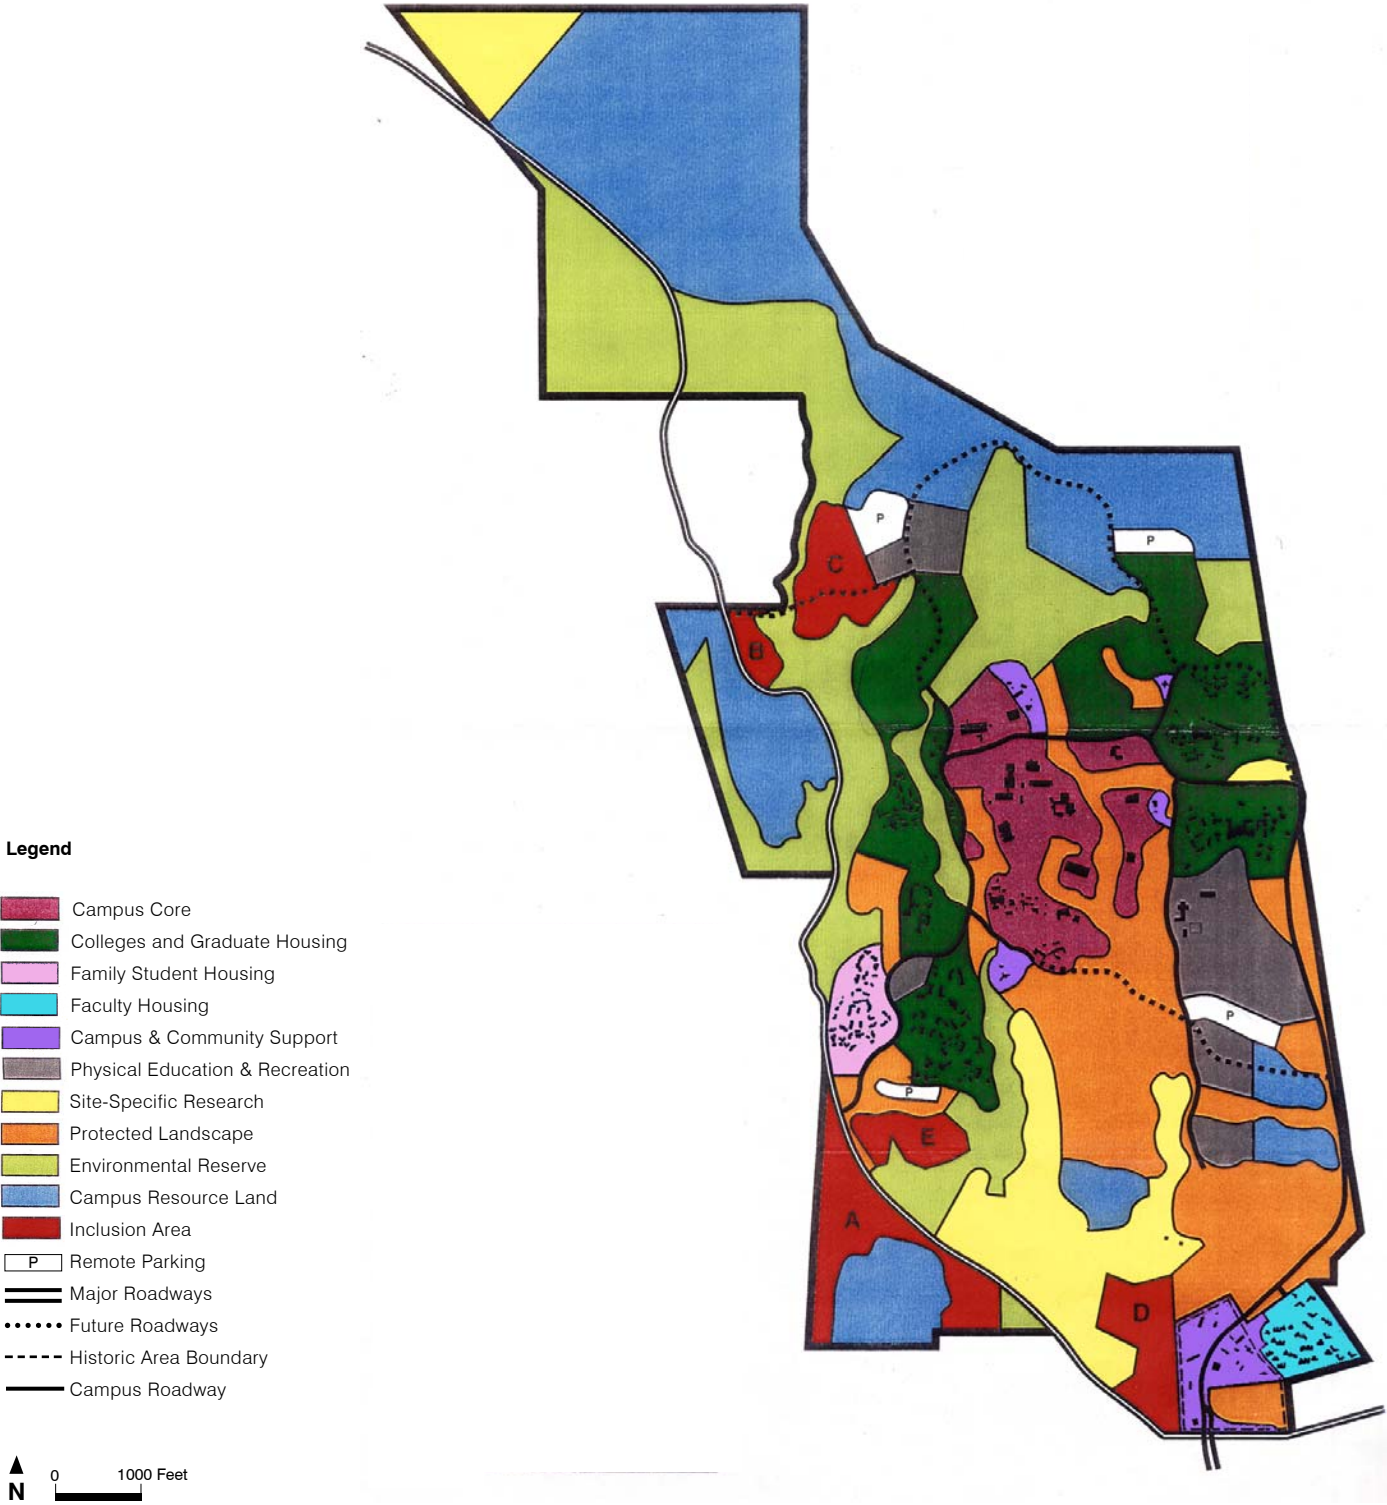 P
P
C
B
P
P
E
A
D
Legend
Campus Core
Colleges and Graduate Housing
Family Student Housing
Faculty Housing
Campus & Community Support
Physical Education & Recreation
Site-Specific Research
Protected Landscape
Environmental Reserve
Campus Resource Land
Inclusion Area
P Remote Parking
Major Roadways
Future Roadways
Historic Area Boundary
Campus Roadway
N
0 1000 Feet